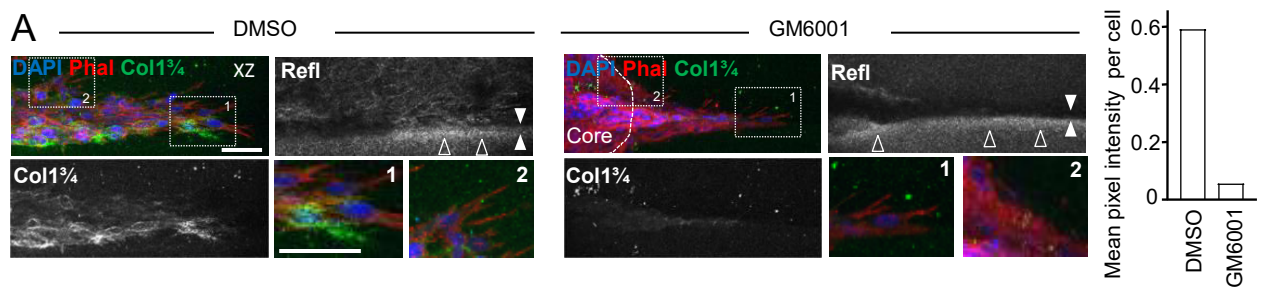 A
DMSO
GM6001
DAPI Phal Col1¾
XZ
1
2
Refl
Col1¾
1
2
DAPI Phal Col1¾
1
2
Core
Refl
Col1¾
1
2
Mean pixel intensity per cell
0.6
0.4
0.2
0
DMSO
GM6001